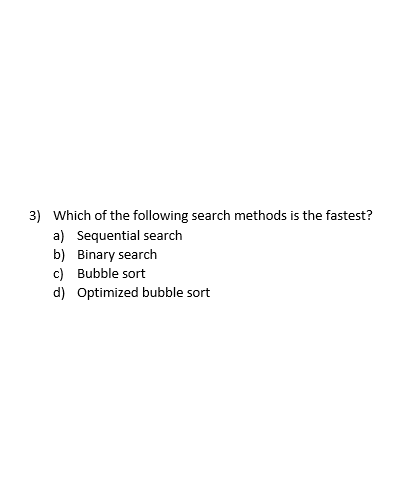 3) Which of the following search methods is the fastest?
a) Sequential search
b) Binary search
c) Bubble sort
d) Optimized bubble sort